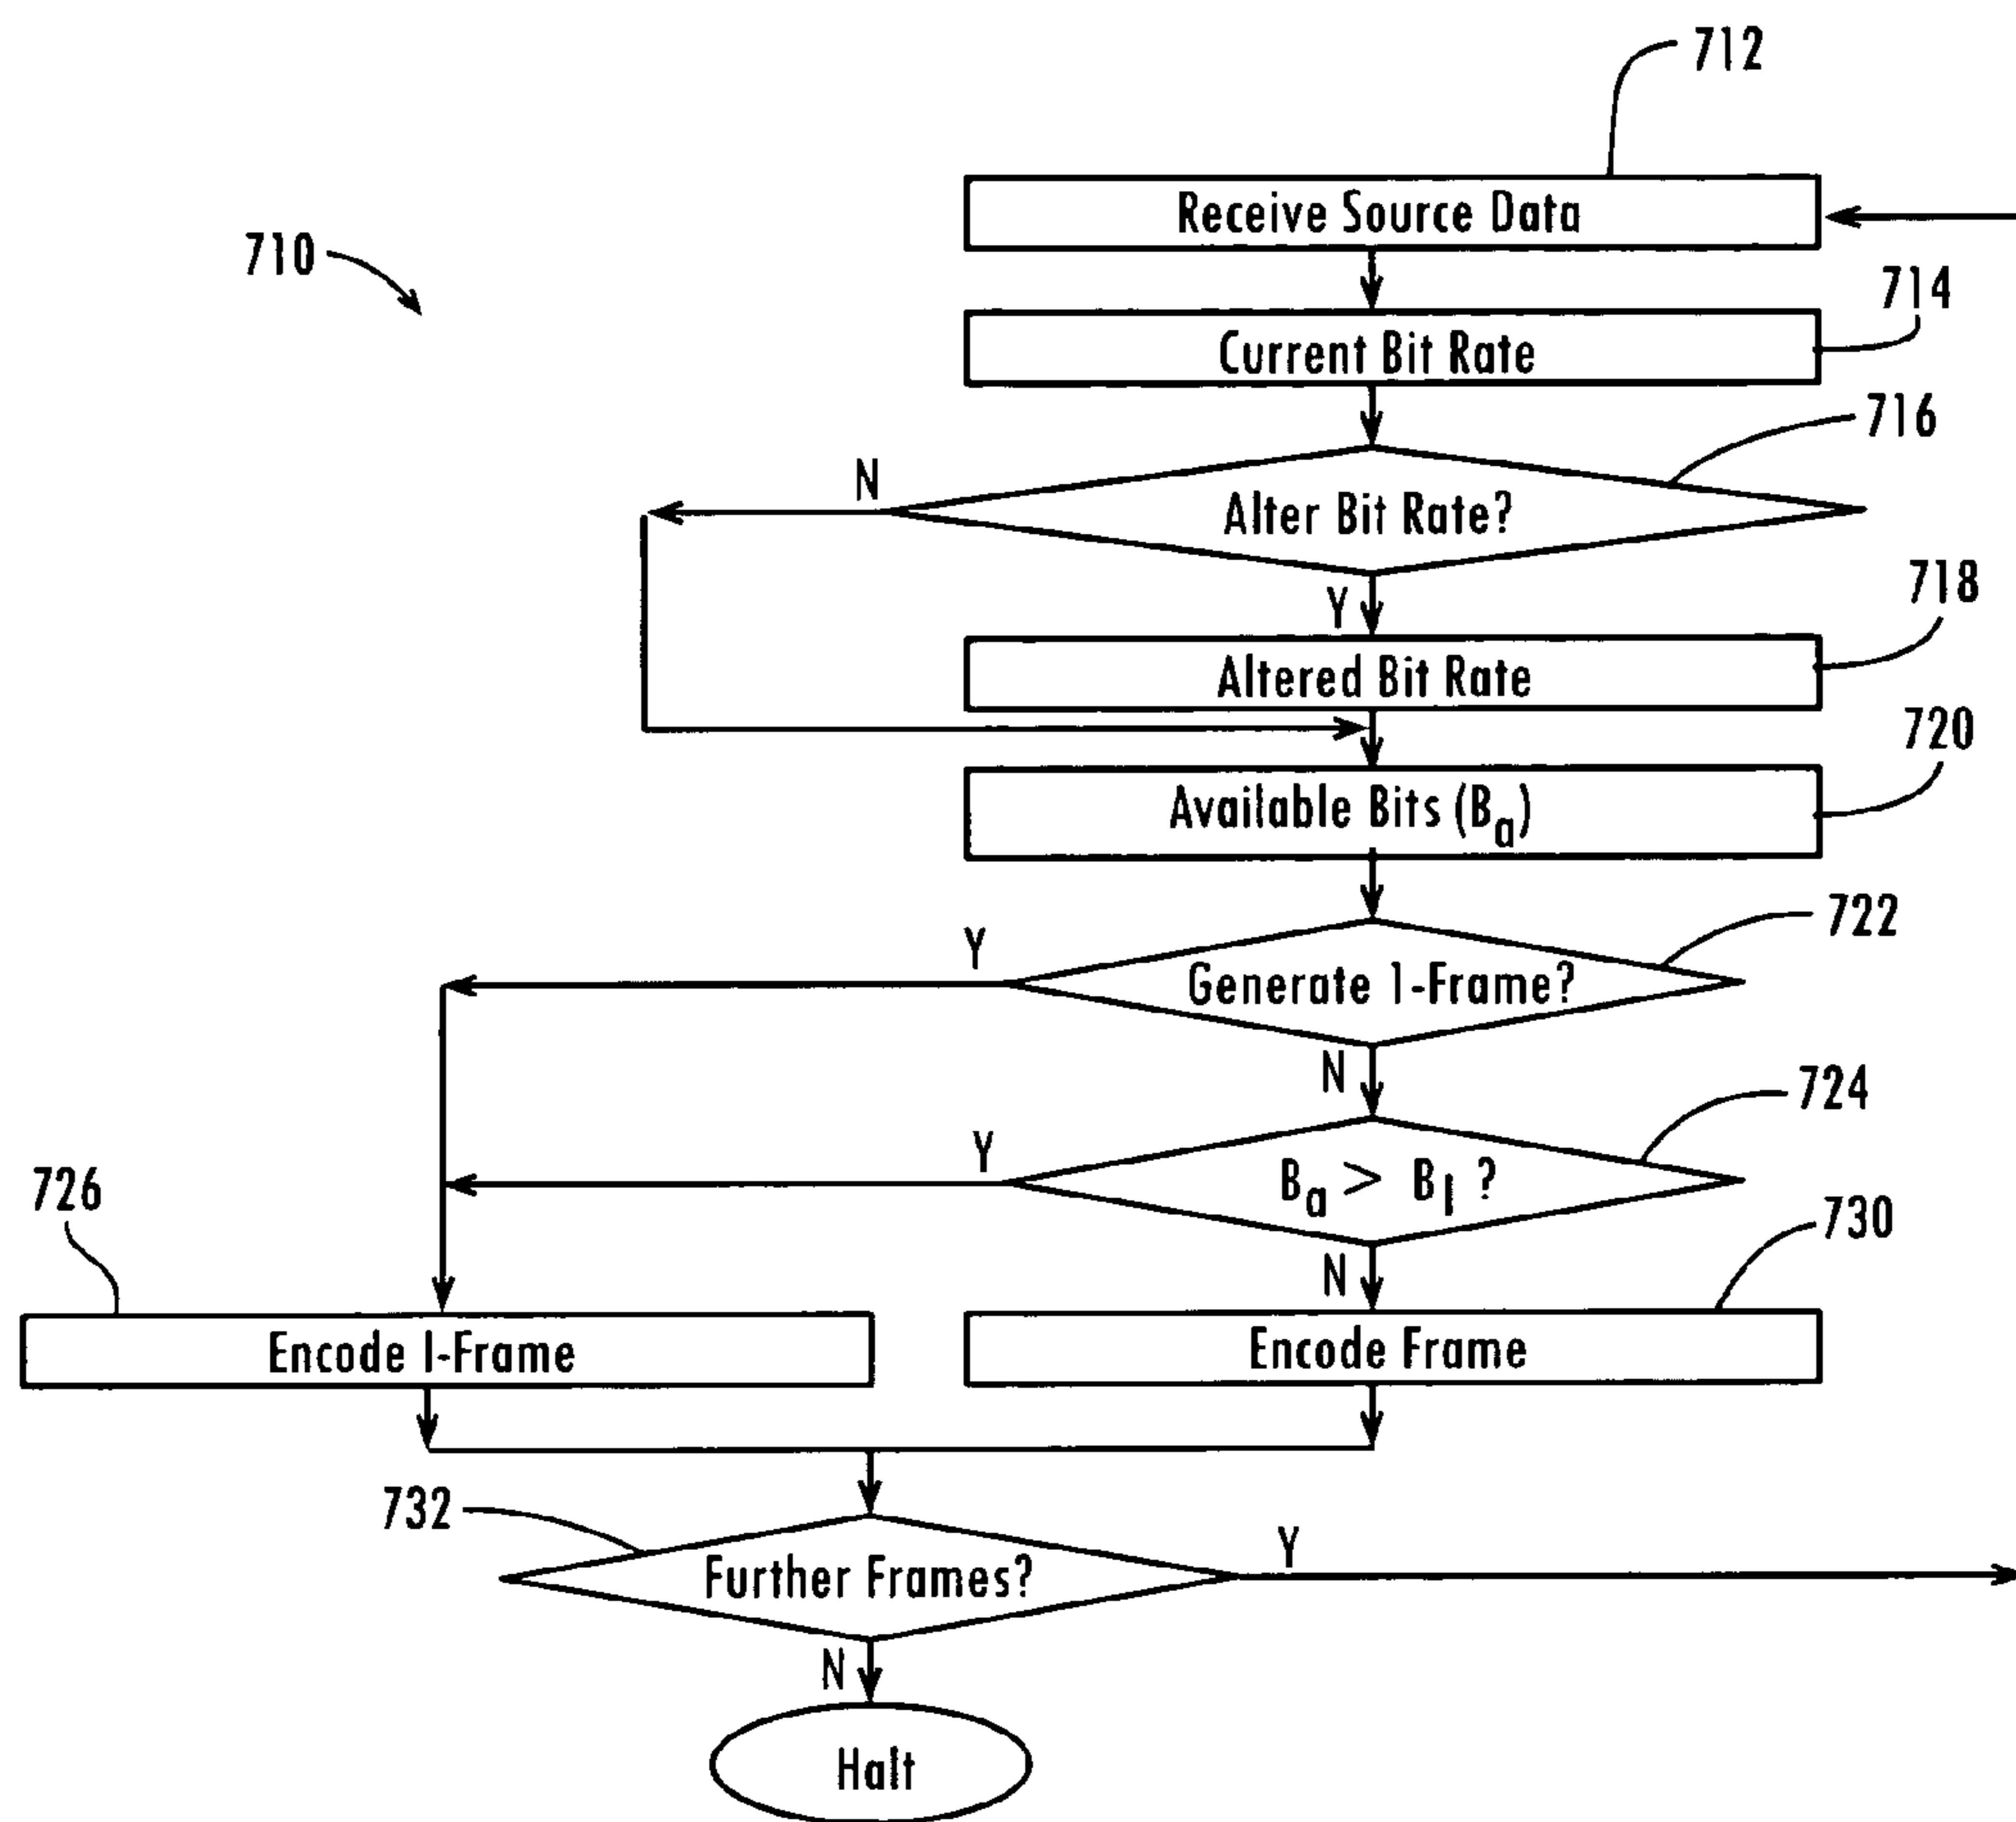 712
Receive Source Data
710
714
Current Bit Rate
716
N
Alter Bit Rate?
718
Y
Altered Bit Rate
720
Available Bits (Ba)
722
Y
Generate 1-Frame?
N
724
Y
Ba > BI ?
726
730
N
Encode I-Frame
Encode Frame
732
Y
Further Frames?
N
Halt